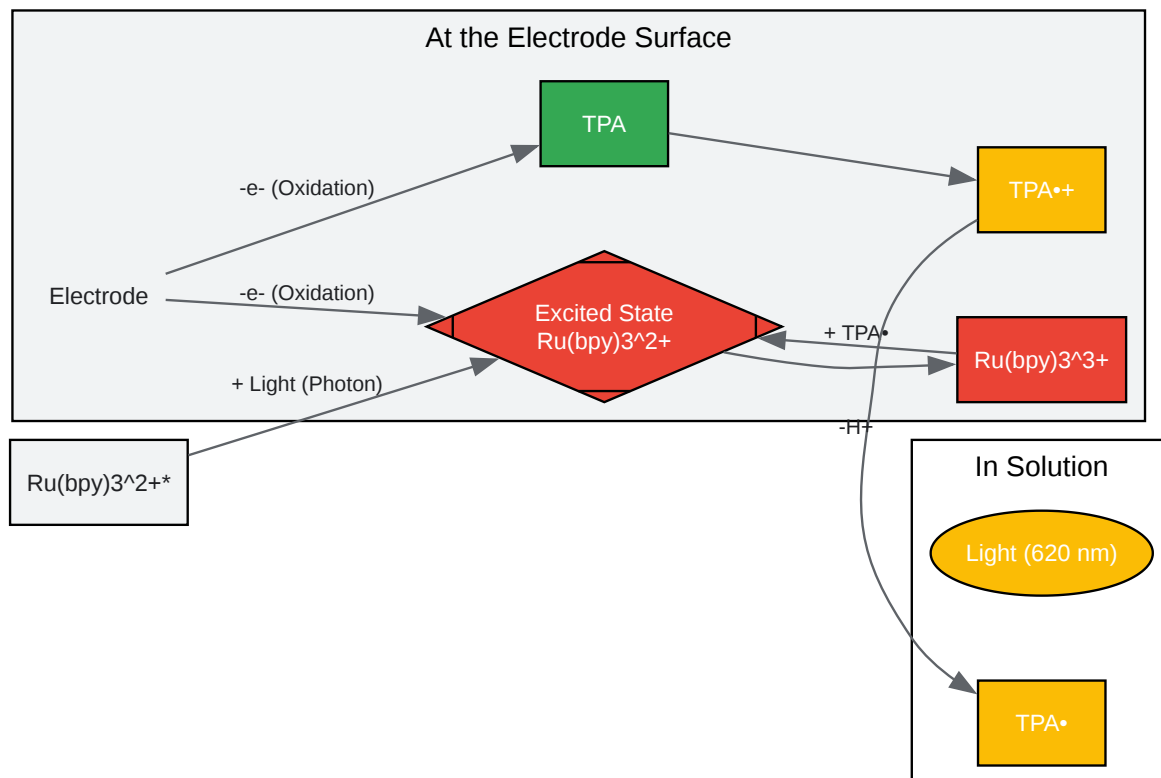 At the Electrode Surface
TPA
-e- (Oxidation)
TPA•+
Electrode
-e- (Oxidation)
Excited State
Ru(bpy)3^2+
+ TPA•
Ru(bpy)3^3+
+ Light (Photon)
-H+
Ru(bpy)3^2+*
In Solution
Light (620 nm)
TPA•